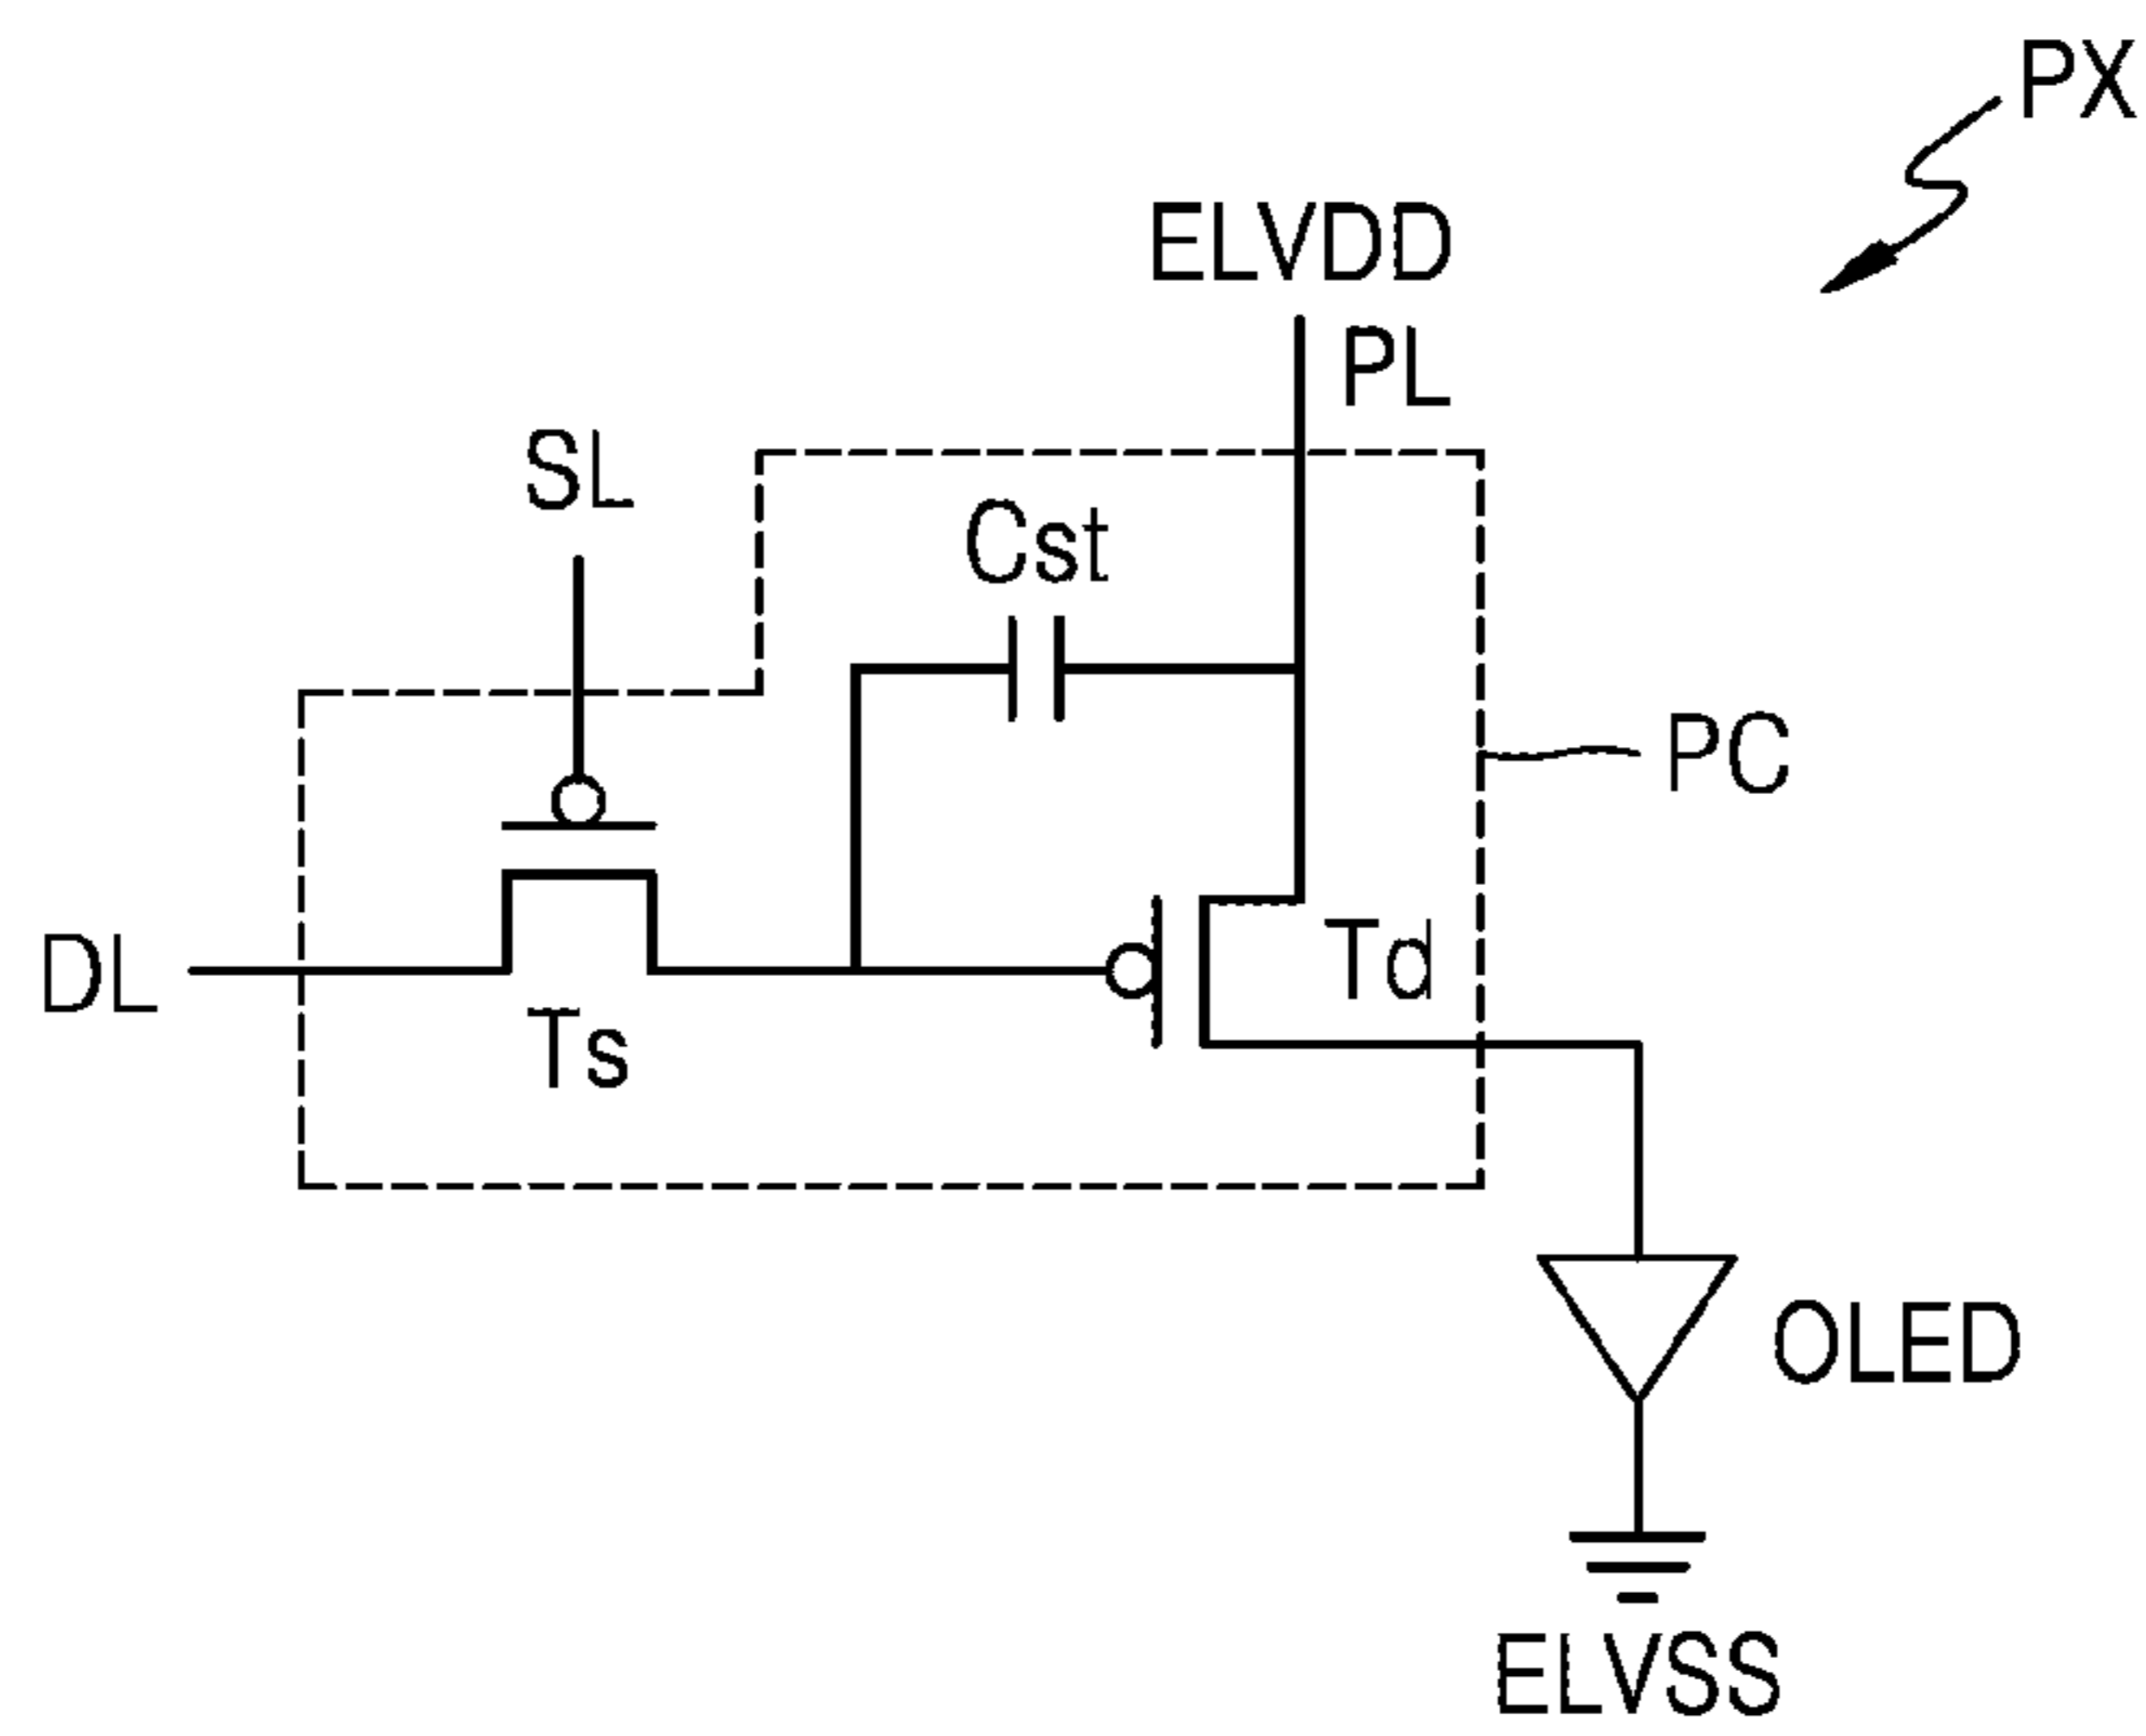 PX
ELVDD
PL
SL
Cst
PC
Td
DL
Ts
OLED
ELVSS